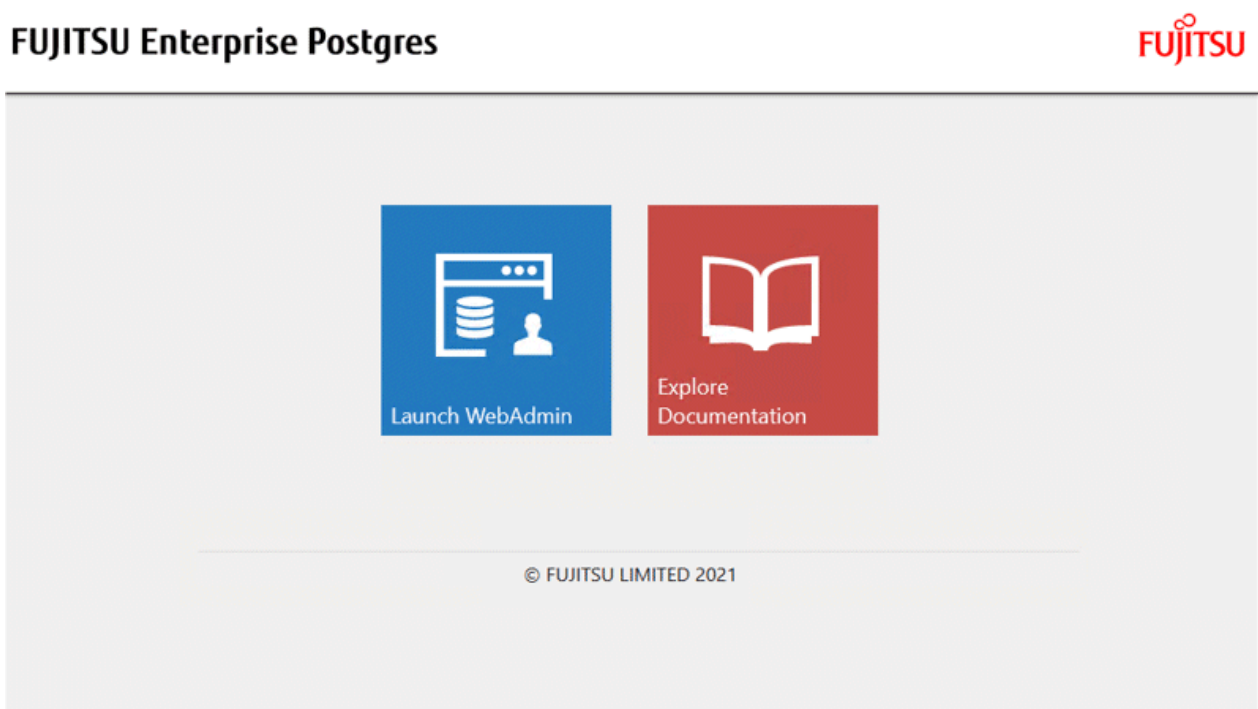 FUJITSU Enterprise Postgres
FUJITSU
Launch WebAdmin
Explore
Documentation
© FUJITSU LIMITED 2021